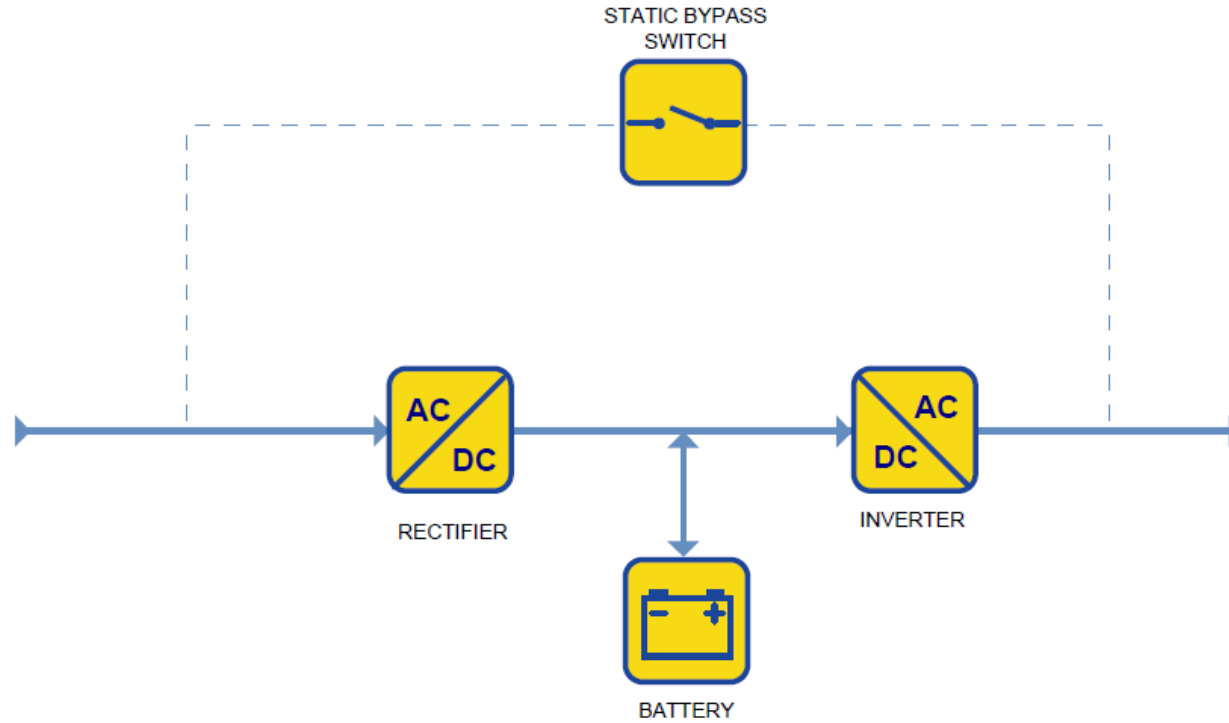 STATIC BYPASS
SWITCH
AC
DC
RECTIFIER
AC
DC
INVERTER
BATTERY